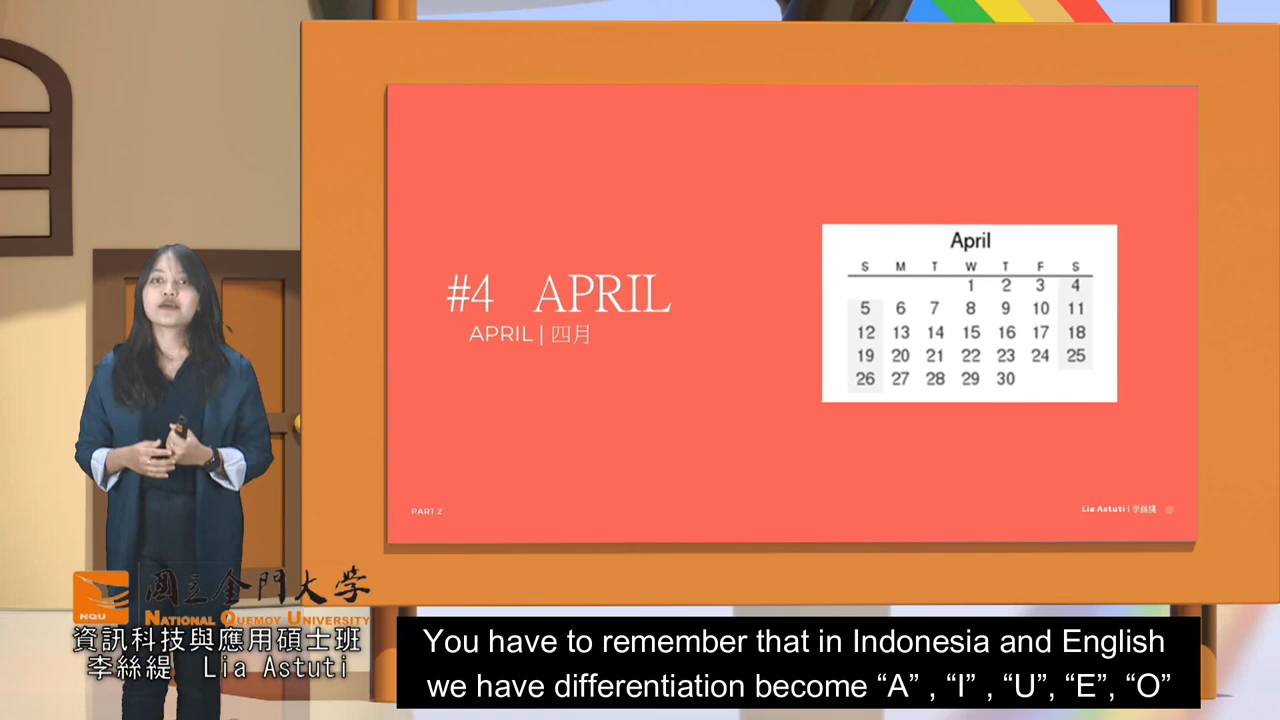 #4 APRIL
APRIL | 四月
April
S M T W T F S
1 2 3 4
5 6 7 8 9 10 11
12 13 14 15 16 17 18
19 20 21 22 23 24 25
26 27 28 29 30
PART 2
Lia Astuti | 李絲緹
NQU
國立金門大學
NATIONAL QUEMOY UNIVERSITY
資訊科技與應用碩士班
李絲緹 Lia Astuti
You have to remember that in Indonesia and English
we have differentiation become “A” , “I” , “U”, “E”, “O”